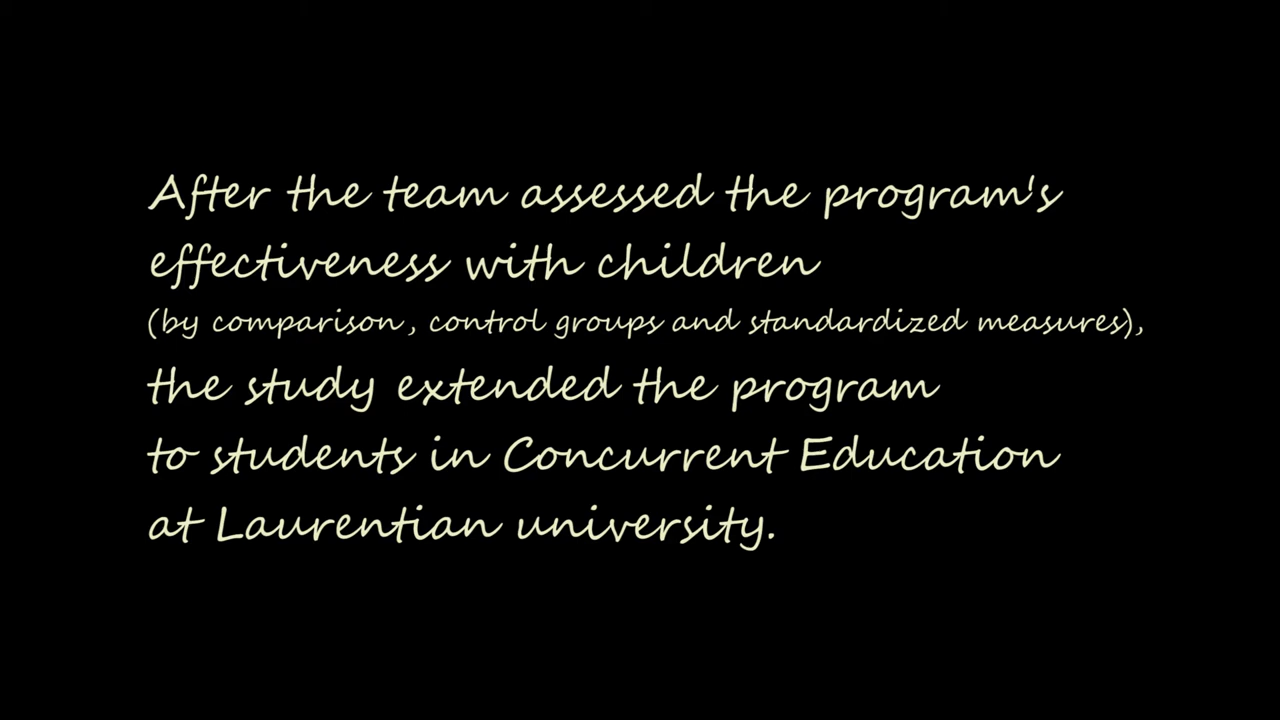 After the team assessed the program's
effectiveness with children
(by comparison, control groups and standardized measures),
the study extended the program
to students in Concurrent Education
at Laurentian university.